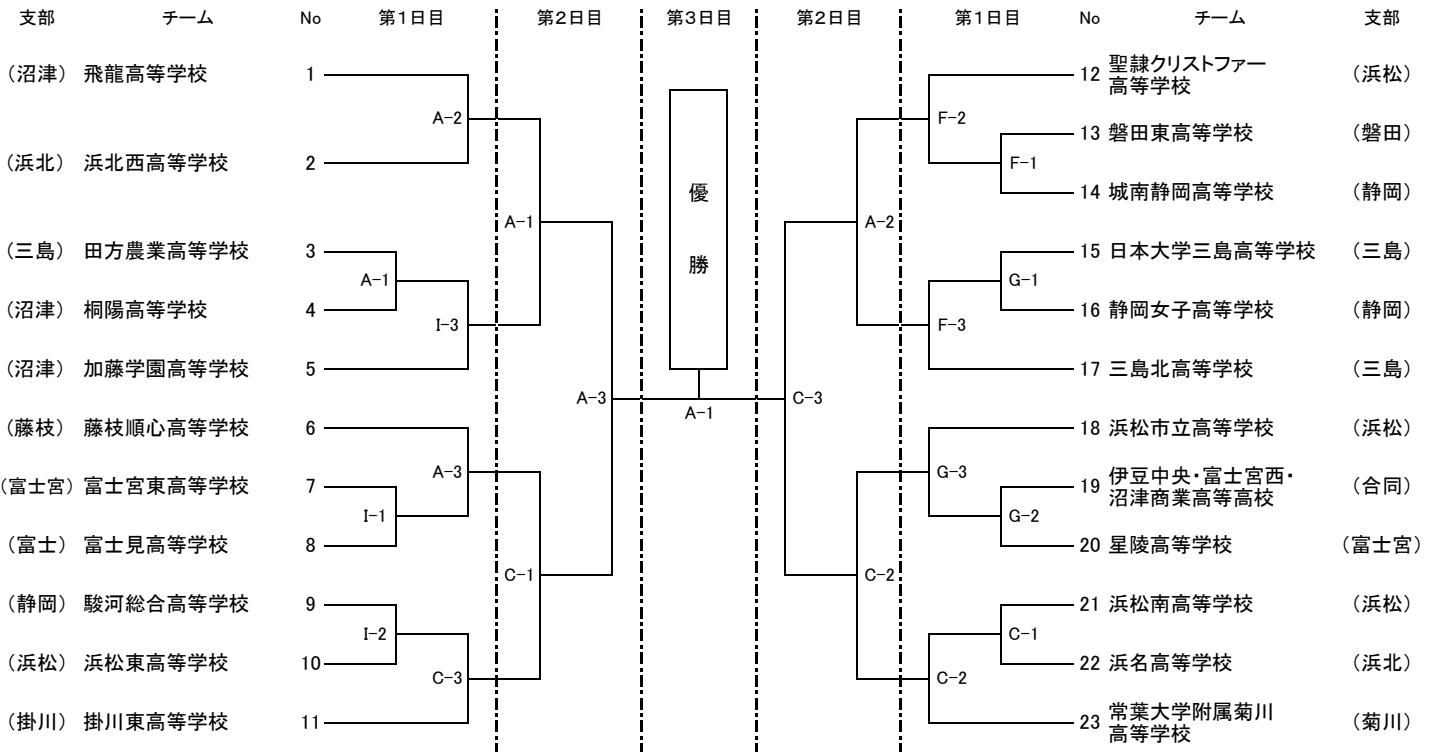 支部 チーム No 第1日目 第2日目 第3日目 第2日目 第1日目 No チーム 支部
(沼津) 飛龍高等学校 1
12 聖隷クリストファー
高等学校 (浜松)
A-2
F-2
13 磐田東高等学校 (磐田)
(浜北) 浜北西高等学校 2
F-1
14 城南静岡高等学校 (静岡)
優
勝
A-1
A-2
(三島) 田方農業高等学校 3
15 日本大学三島高等学校 (三島)
A-1
G-1
(沼津) 桐陽高等学校 4
16 静岡女子高等学校 (静岡)
I-3
F-3
(沼津) 加藤学園高等学校 5
17 三島北高等学校 (三島)
A-3
A-1
C-3
(藤枝) 藤枝順心高等学校 6
18 浜松市立高等学校 (浜松)
A-3
G-3
(富士宮) 富士宮東高等学校 7
19 伊豆中央・富士宮西・
沼津商業高等高校 (合同)
I-1
G-2
(富士) 富士見高等学校 8
20 星陵高等学校 (富士宮)
C-1
C-2
(静岡) 駿河総合高等学校 9
21 浜松南高等学校 (浜松)
I-2
C-1
(浜松) 浜松東高等学校 10
22 浜名高等学校 (浜北)
C-3
C-2
(掛川) 掛川東高等学校 11
23 常葉大学附属菊川
高等学校 (菊川)